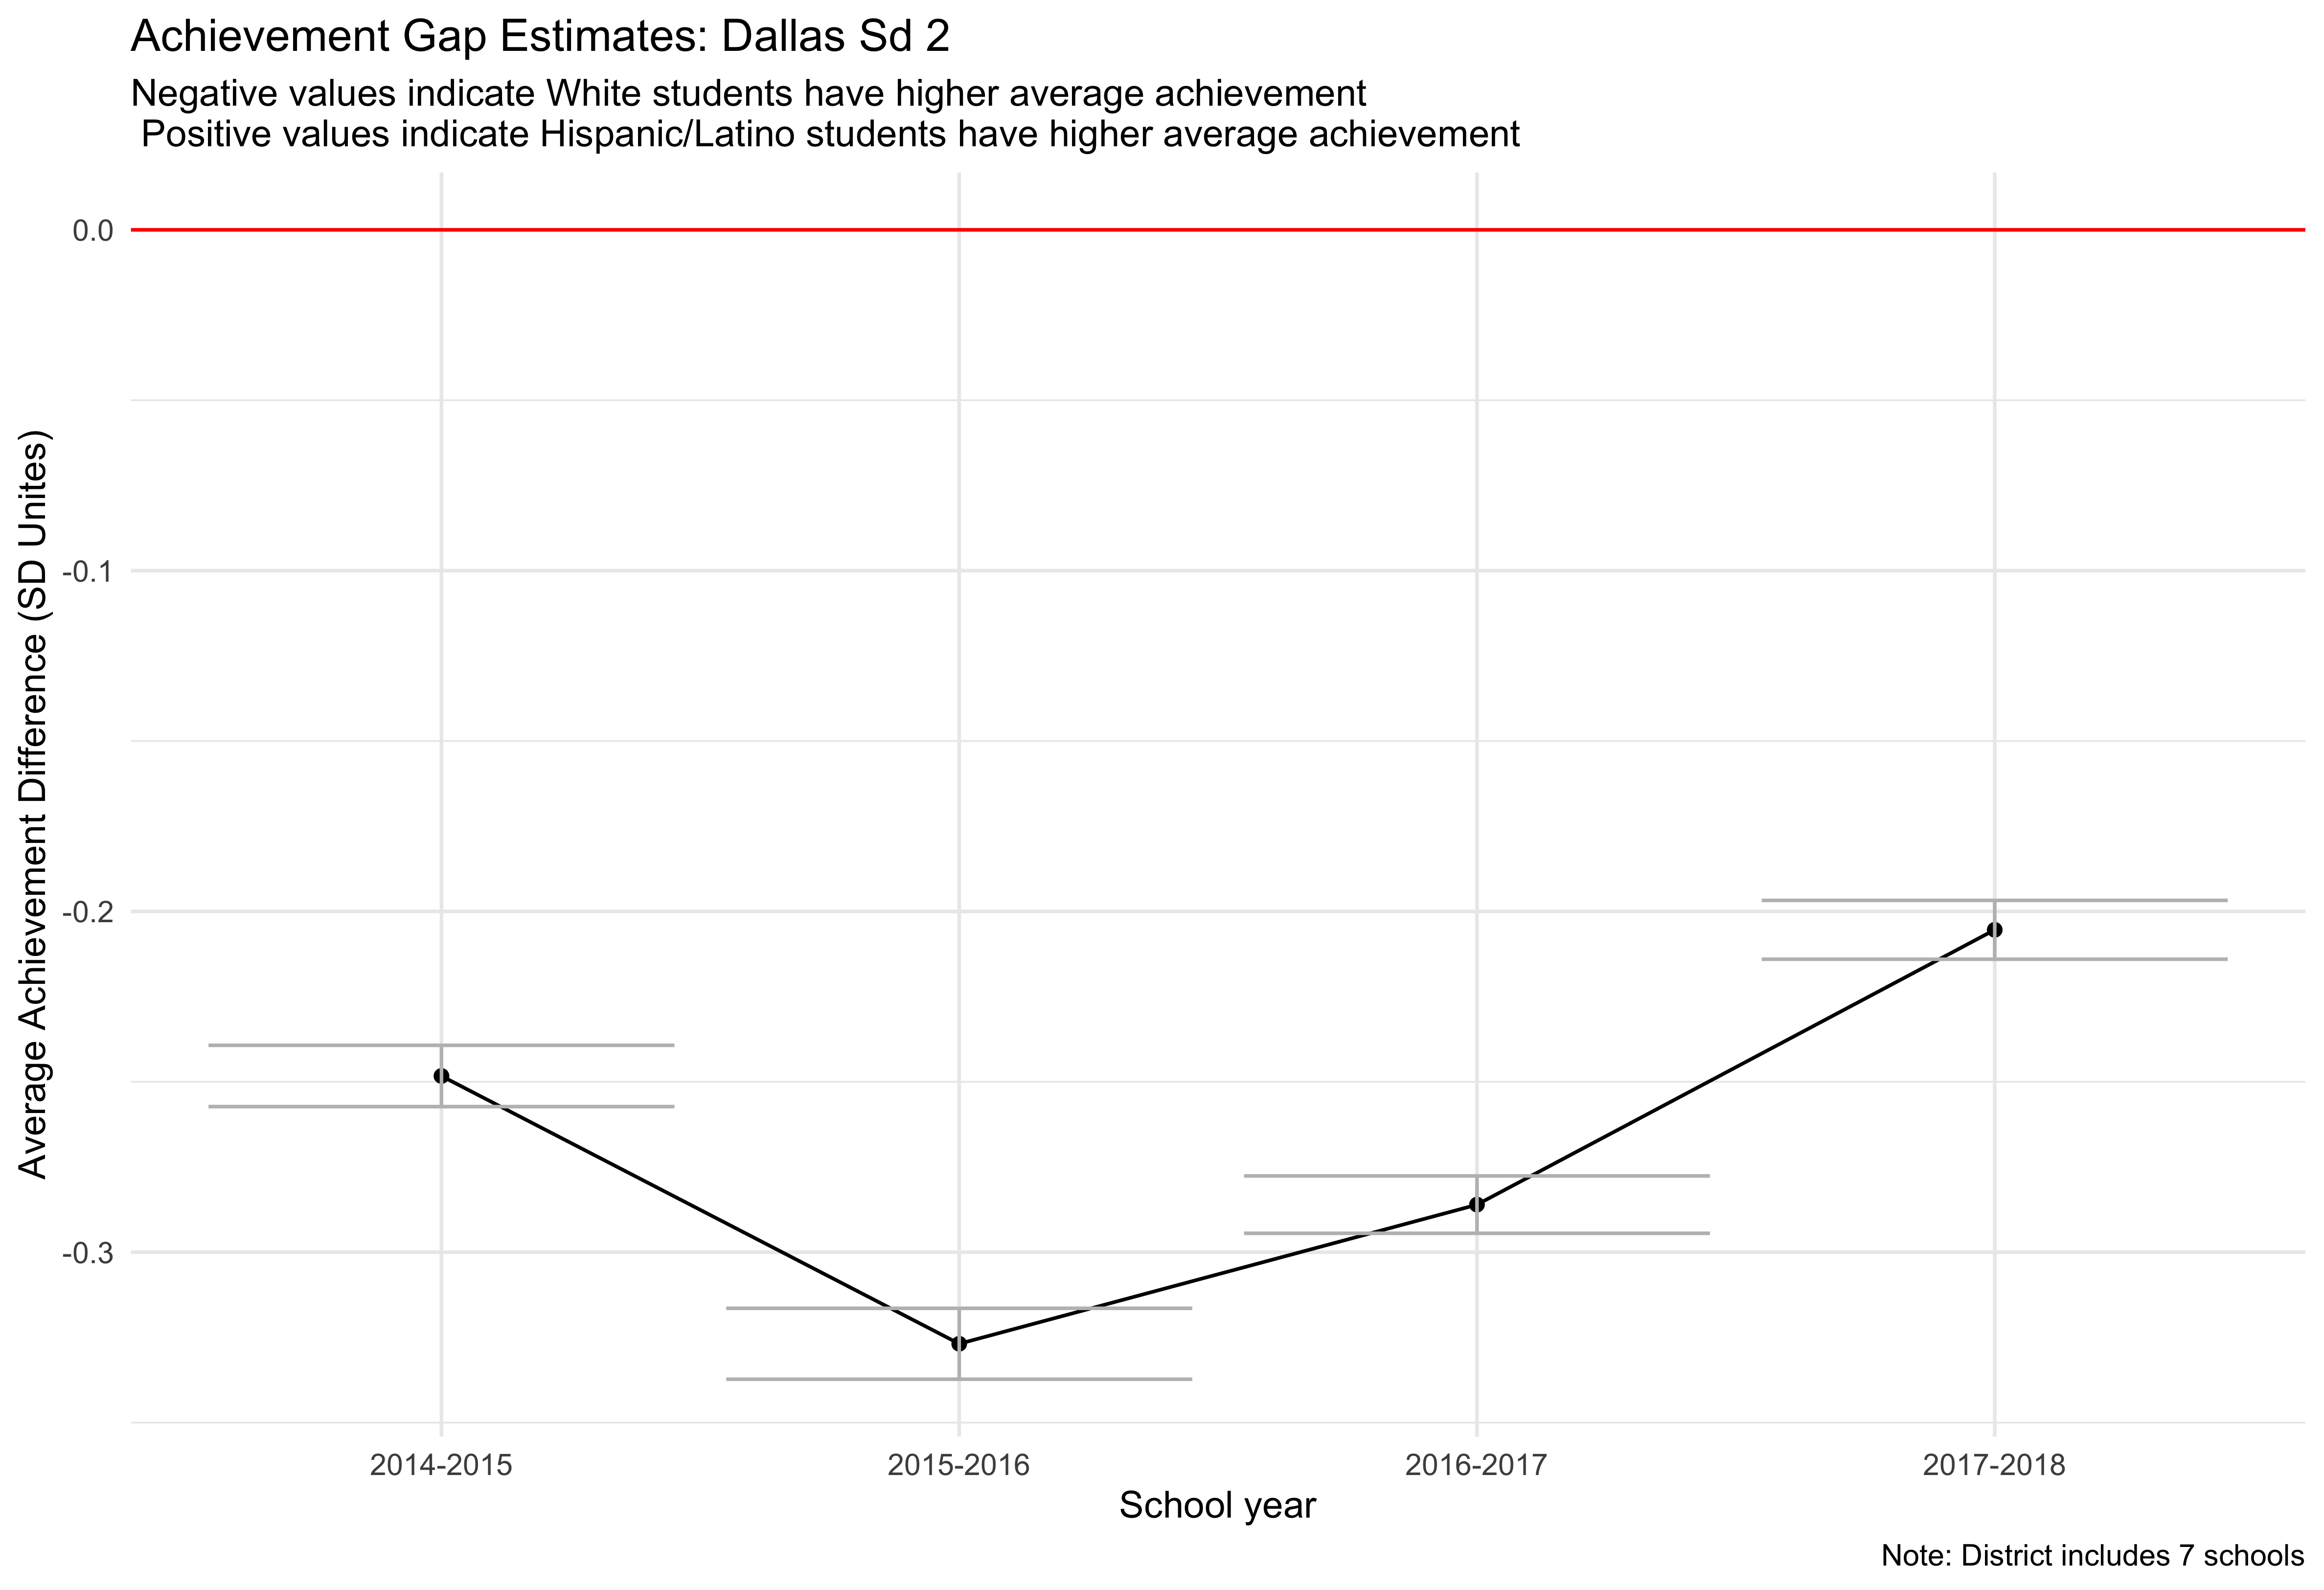 Achievement Gap Estimates: Dallas Sd 2
Negative values indicate White students have higher average achievement
Positive values indicate Hispanic/Latino students have higher average achievement
Average Achievement Difference (SD Unites)
0.0
-0.1
-0.2
-0.3
2014-2015
2015-2016
2016-2017
2017-2018
School year
Note: District includes 7 schools